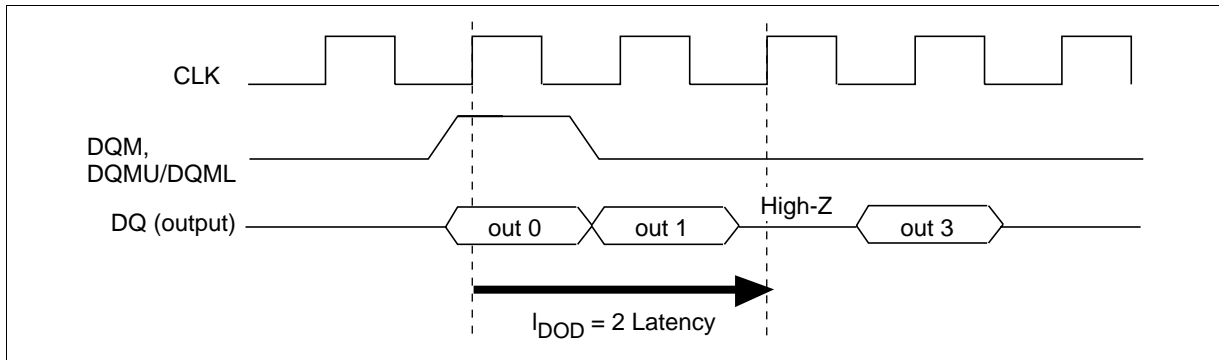 CLK
DQM,
DQMU/DQML
DQ (output)
out 0
out 1
High-Z
out 3
IDOD = 2 Latency